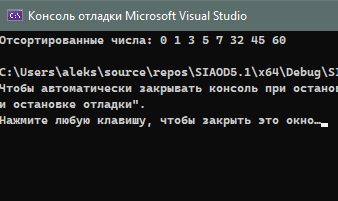 Консоль отладки Microsoft Visual Studio
Отсортированные числа: 0 1 3 5 7 32 45 60
C:\Users\aleks\source\repos\SIAOD5.1\x64\Debug\SI
Чтобы автоматически закрывать консоль при останов
и остановке отладки".
Нажмите любую клавишу, чтобы закрыть это окно…